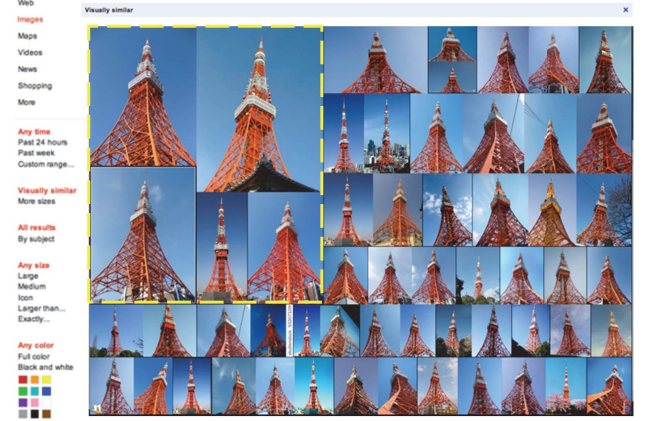 Web
Images
Maps
Videos
News
Shopping
More
Any time
Past 24 hours
Past week
Custom range...
Visually similar
More sizes
All results
By subject
Any size
Large
Medium
Icon
Larger than...
Exactly...
Any color
Full color
Black and white
Visually similar
×